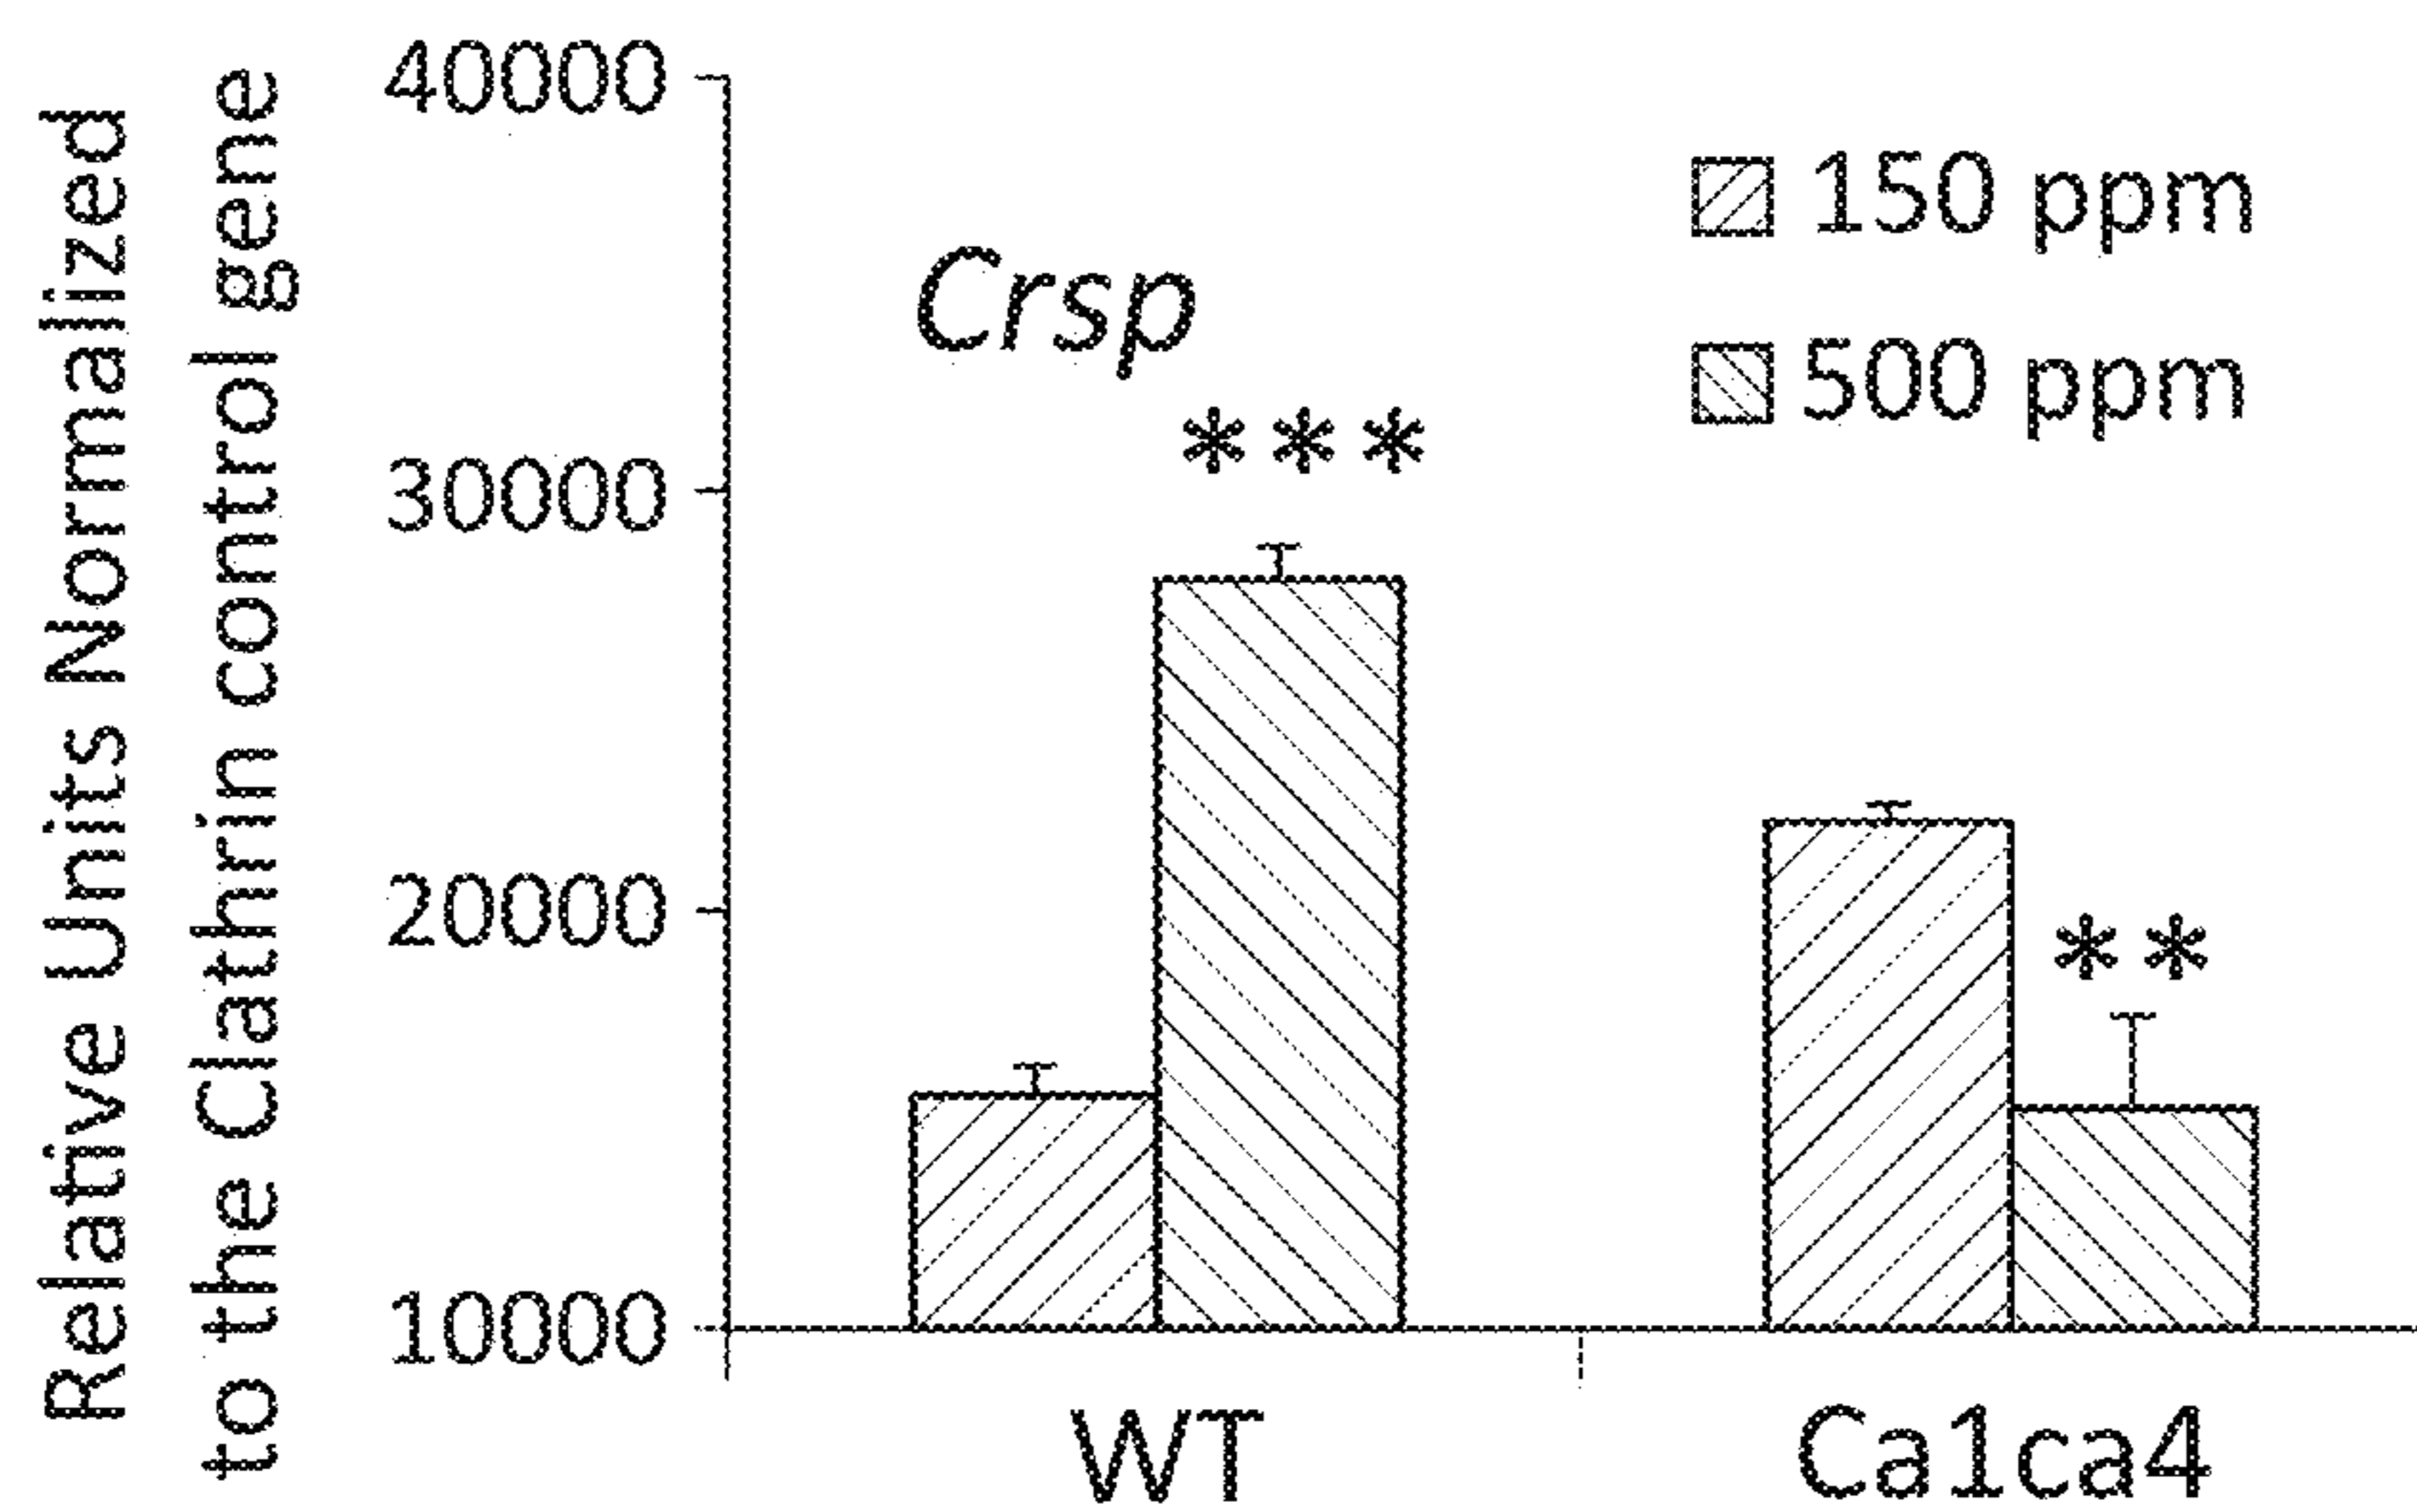 Relative Units Normalized
to the Clathrin control gene
40000
30000
20000
10000
Crsp
***
**
150 ppm
500 ppm
WT
Ca1ca4